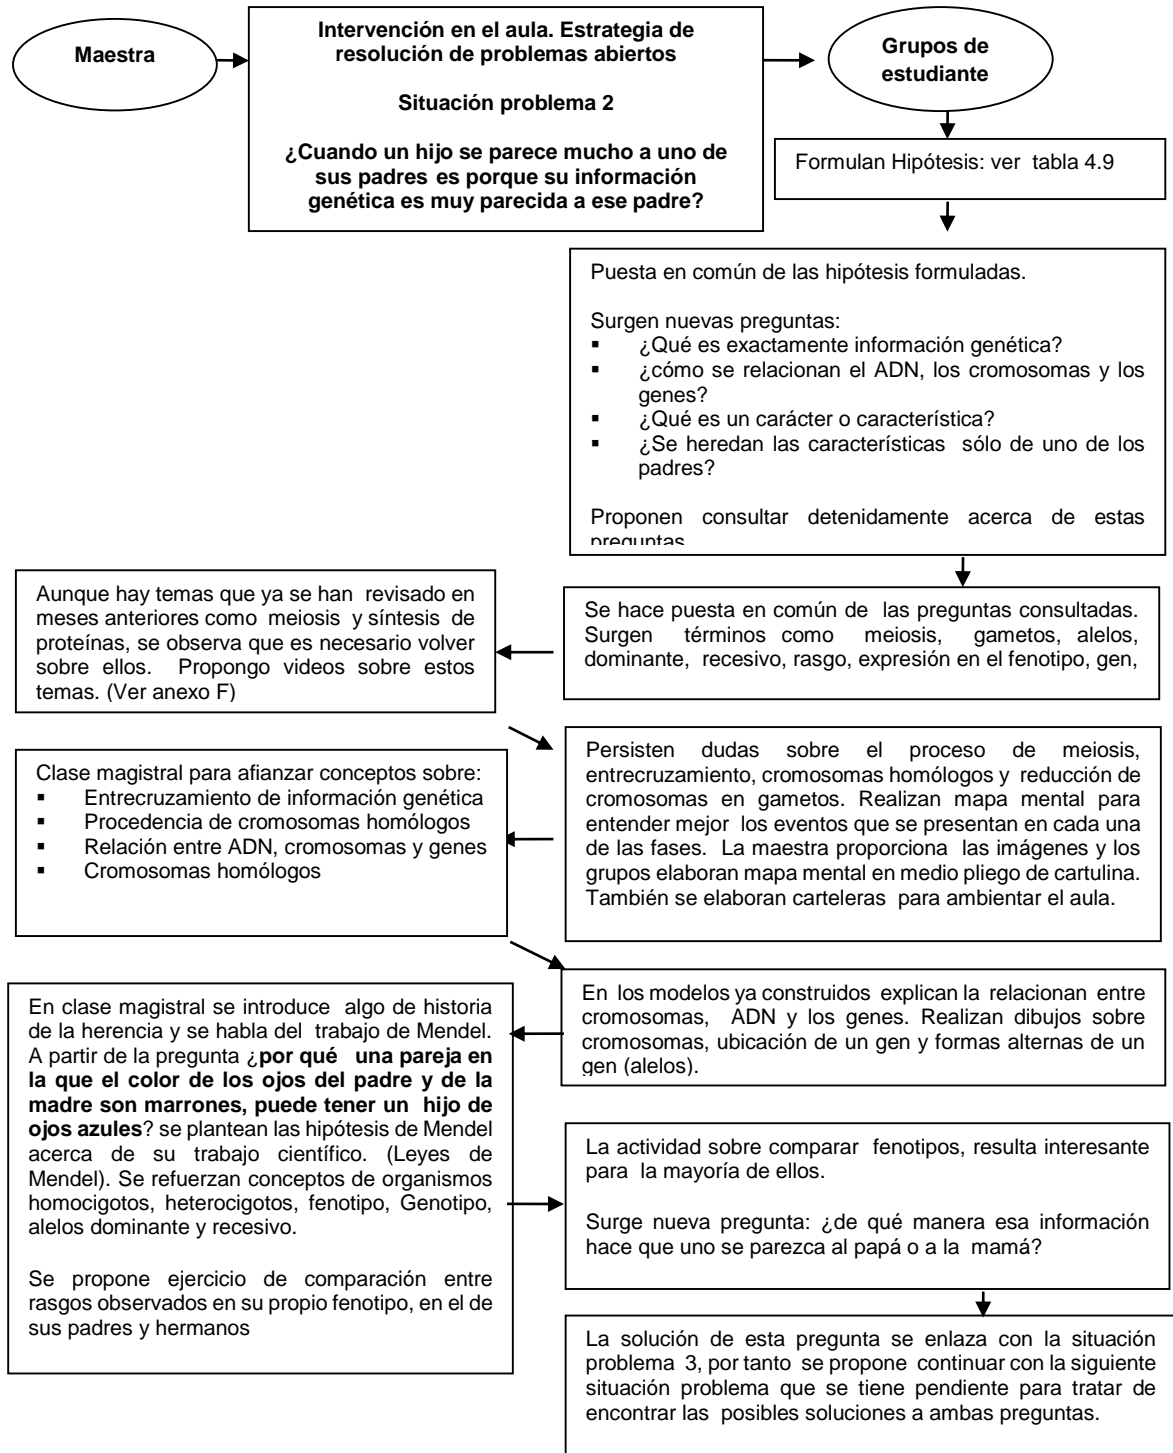 Maestra
Intervención en el aula. Estrategia de
resolución de problemas abiertos
Situación problema 2
¿Cuando un hijo se parece mucho a uno de
sus padres es porque su información
genética es muy parecida a ese padre?
Grupos de
estudiante
Formulan Hipótesis: ver tabla 4.9
Puesta en común de las hipótesis formuladas.
Surgen nuevas preguntas:
▪ ¿Qué es exactamente información genética?
▪ ¿cómo se relacionan el ADN, los cromosomas y los
genes?
▪ ¿Qué es un carácter o característica?
▪ ¿Se heredan las características sólo de uno de los
padres?
Proponen consultar detenidamente acerca de estas
preguntas
Se hace puesta en común de las preguntas consultadas.
Surgen términos como meiosis, gametos, alelos,
dominante, recesivo, rasgo, expresión en el fenotipo, gen,
Aunque hay temas que ya se han revisado en
meses anteriores como meiosis y síntesis de
proteínas, se observa que es necesario volver
sobre ellos. Propongo videos sobre estos
temas. (Ver anexo F)
Persisten dudas sobre el proceso de meiosis,
entrecruzamiento, cromosomas homólogos y reducción de
cromosomas en gametos. Realizan mapa mental para
entender mejor los eventos que se presentan en cada una
de las fases. La maestra proporciona las imágenes y los
grupos elaboran mapa mental en medio pliego de cartulina.
También se elaboran carteleras para ambientar el aula.
Clase magistral para afianzar conceptos sobre:
▪ Entrecruzamiento de información genética
▪ Procedencia de cromosomas homólogos
▪ Relación entre ADN, cromosomas y genes
▪ Cromosomas homólogos
En los modelos ya construidos explican la relacionan entre
cromosomas, ADN y los genes. Realizan dibujos sobre
cromosomas, ubicación de un gen y formas alternas de un
gen (alelos).
En clase magistral se introduce algo de historia
de la herencia y se habla del trabajo de Mendel.
A partir de la pregunta ¿por qué una pareja en
la que el color de los ojos del padre y de la
madre son marrones, puede tener un hijo de
ojos azules? se plantean las hipótesis de Mendel
acerca de su trabajo científico. (Leyes de
Mendel). Se refuerzan conceptos de organismos
homocigotos, heterocigotos, fenotipo, Genotipo,
alelos dominante y recesivo.
Se propone ejercicio de comparación entre
rasgos observados en su propio fenotipo, en el de
sus padres y hermanos
La actividad sobre comparar fenotipos, resulta interesante
para la mayoría de ellos.
Surge nueva pregunta: ¿de qué manera esa información
hace que uno se parezca al papá o a la mamá?
La solución de esta pregunta se enlaza con la situación
problema 3, por tanto se propone continuar con la siguiente
situación problema que se tiene pendiente para tratar de
encontrar las posibles soluciones a ambas preguntas.